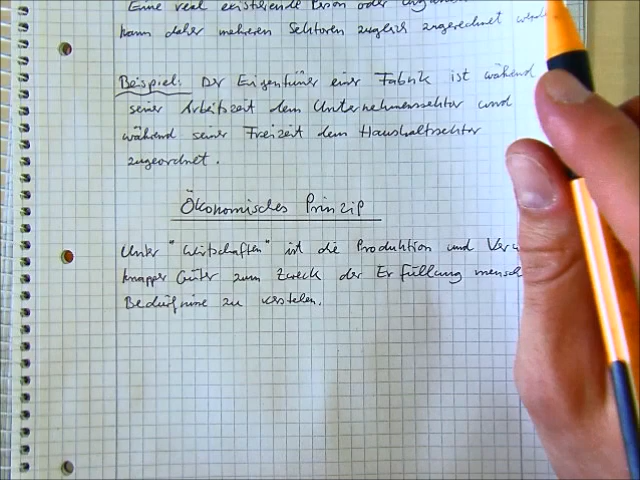 Eine real existierende Person oder
kann daher mehreren Sektoren zugleich zugerechnet
Beispiel: Der Eigentümer einer Fabrik ist während
seiner Arbeitszeit dem Unternehmenssektor und
während seiner Freizeit dem Haushaltssektor
zugeordnet.
Ökonomisches Prinzip
Unter "Wirtschaften" ist die Produktion und
knapper Güter zum Zweck der Erfüllung
Bedürfnisse zu verstehen.